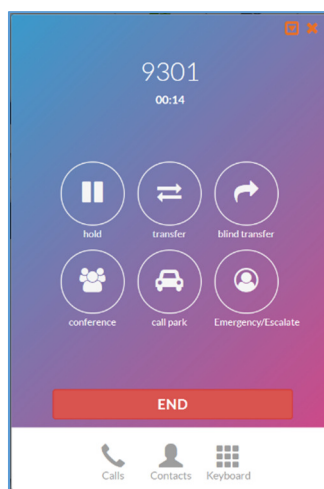 9301
00:14
hold transfer blind transfer
conference call park Emergency/Escalate
END
Calls Contacts Keyboard